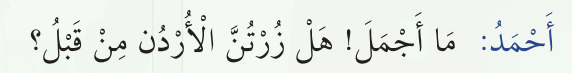 أَحْمَدُ: مَا أَجْمَلَ! هَلْ زُرْتُنَّ الْأُرْدُن مِنْ قَبْلُ؟